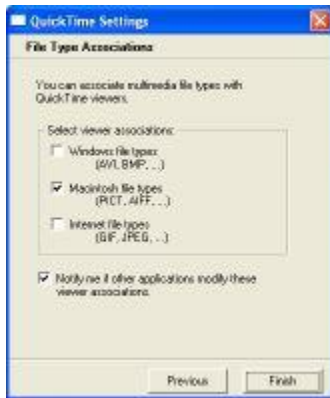 QuickTime Settings
File Type Associations
You can associate multimedia file types with
QuickTime viewers.
Select viewer associations:
Windows file types
(AVI, BMP, ...)
Macintosh file types
(PICT, AIFF, ...)
Internet file types
(GIF, JPEG, ...)
Notify me if other applications modify these
viewer associations.
Previous
Finish